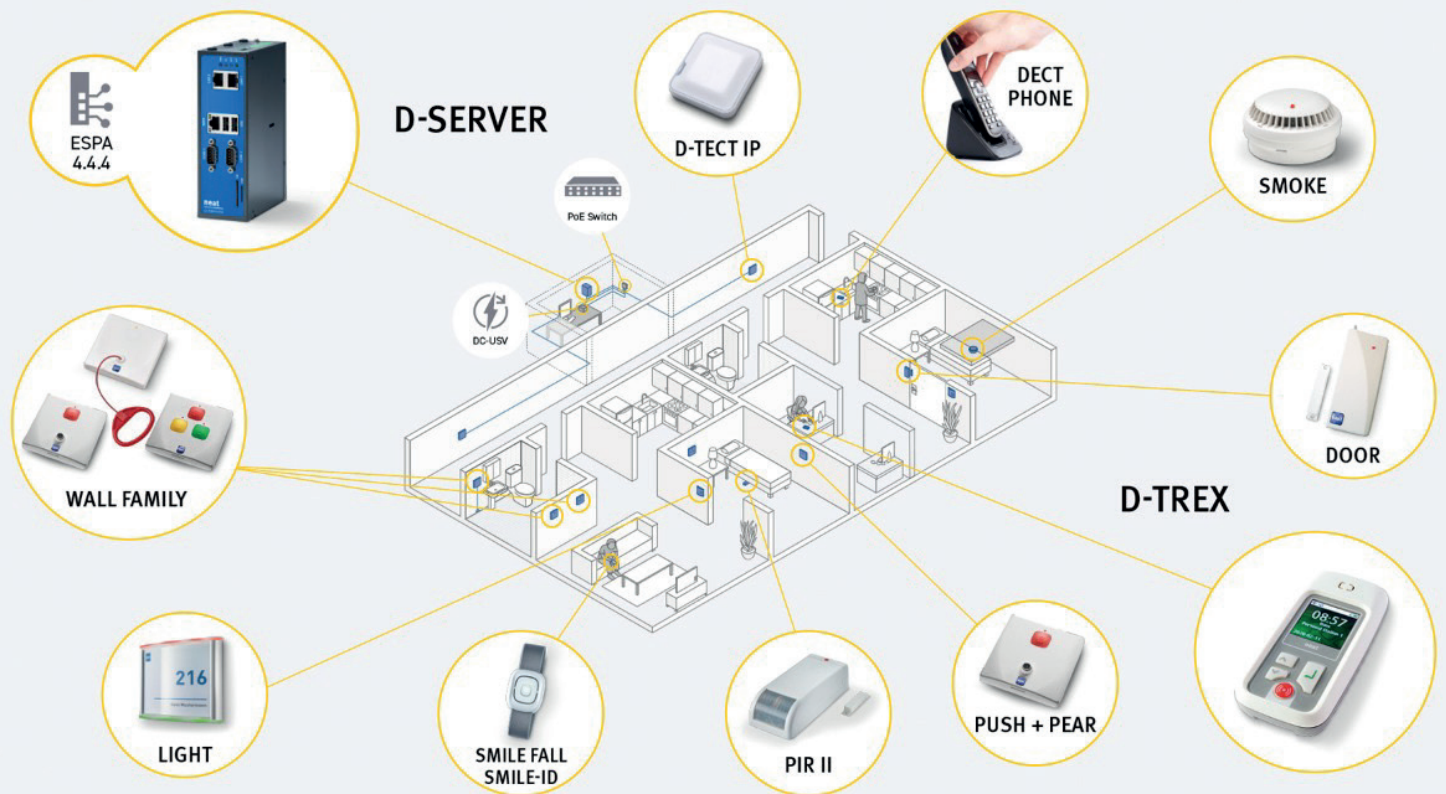 ESPA
4.4.4
neat
D-SERVER
D-TECT IP
DECT
PHONE
SMOKE
PoE Switch
DC-USV
WALL FAMILY
DOOR
D-TREX
08:57
216
LIGHT
SMILE FALL
SMILE-ID
PIR II
PUSH + PEAR